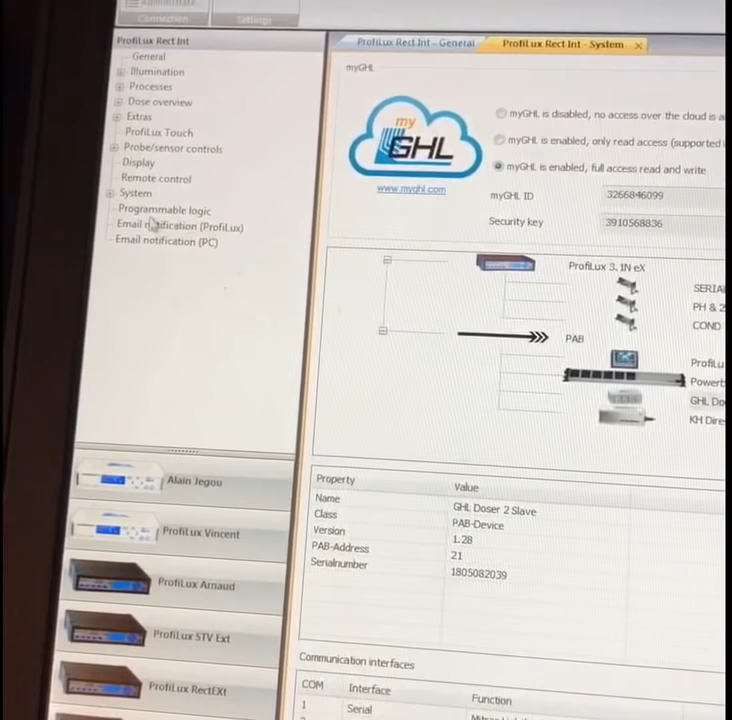 Connection
Settings
ProfiLux Rect Int
General
Illumination
Processes
Dose overview
Extras
ProfiLux Touch
Probe/sensor controls
Display
Remote control
System
Programmable logic
Email notification (ProfiLux)
Email notification (PC)
Alain Jegou
ProfiLux Vincent
ProfiLux Arnaud
ProfiLux STV Ext
ProfiLux RectEXt
ProfiLux Rect Int - General
ProfiLux Rect Int - System
myGHL
my
GHL
www.myghl.com
myGHL is disabled, no access over the cloud is a
myGHL is enabled, only read access (supported
myGHL is enabled, full access read and write
myGHL ID 3266846099
Security key 3910568836
ProfiLux 3.1N eX
SERIA
PH & 2
COND
PAB
ProfiLu
Powerb
GHL Do
KH Dire
Property Value
Name GHL Doser 2 Slave
Class PAB-Device
Version 1.28
PAB-Address 21
Serialnumber 1805082039
Communication interfaces
COM Interface Function
1 Serial